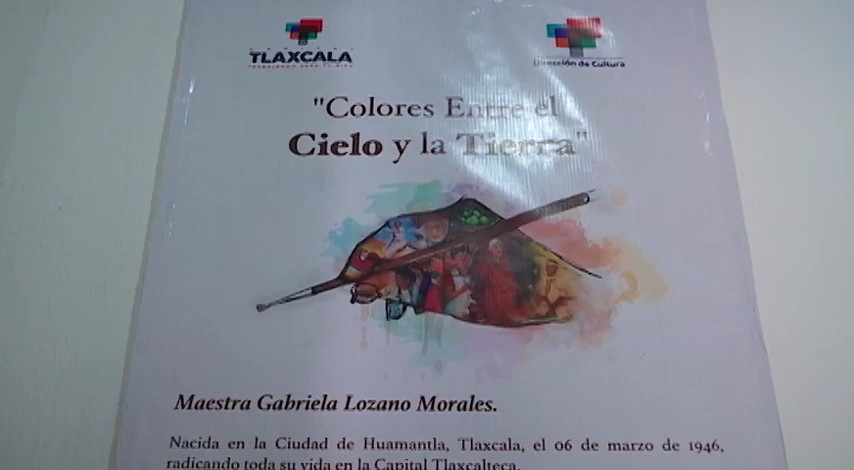 TLAXCALA
Dirección de Cultura
"Colores Entre el
Cielo y la Tierra"
Maestra Gabriela Lozano Morales.
Nacida en la Ciudad de Huamantla, Tlaxcala, el 06 de marzo de 1946,
radicando toda su vida en la Capital Tlaxcalteca.